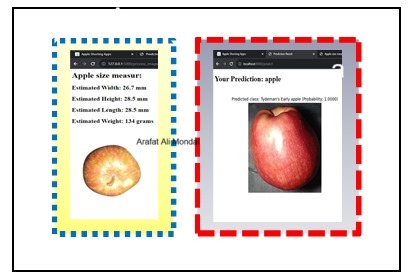 Apple size measur:
Estimated Width: 26.7 mm
Estimated Height: 28.5 mm
Estimated Length: 28.5 mm
Estimated Weight: 134 grams
Arafat Ali Mondal
Your Prediction: apple
Predicted class: Tydeman's Early apple (Probability: 1.0000)